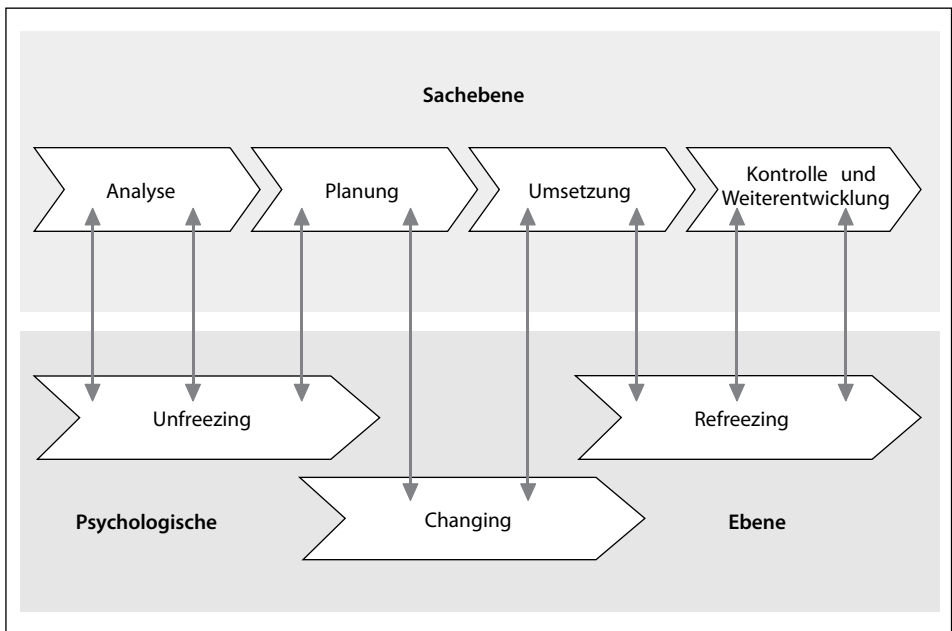 Sachebene
Analyse
Planung
Umsetzung
Kontrolle und
Weiterentwicklung
Unfreezing
Refreezing
Psychologische
Changing
Ebene